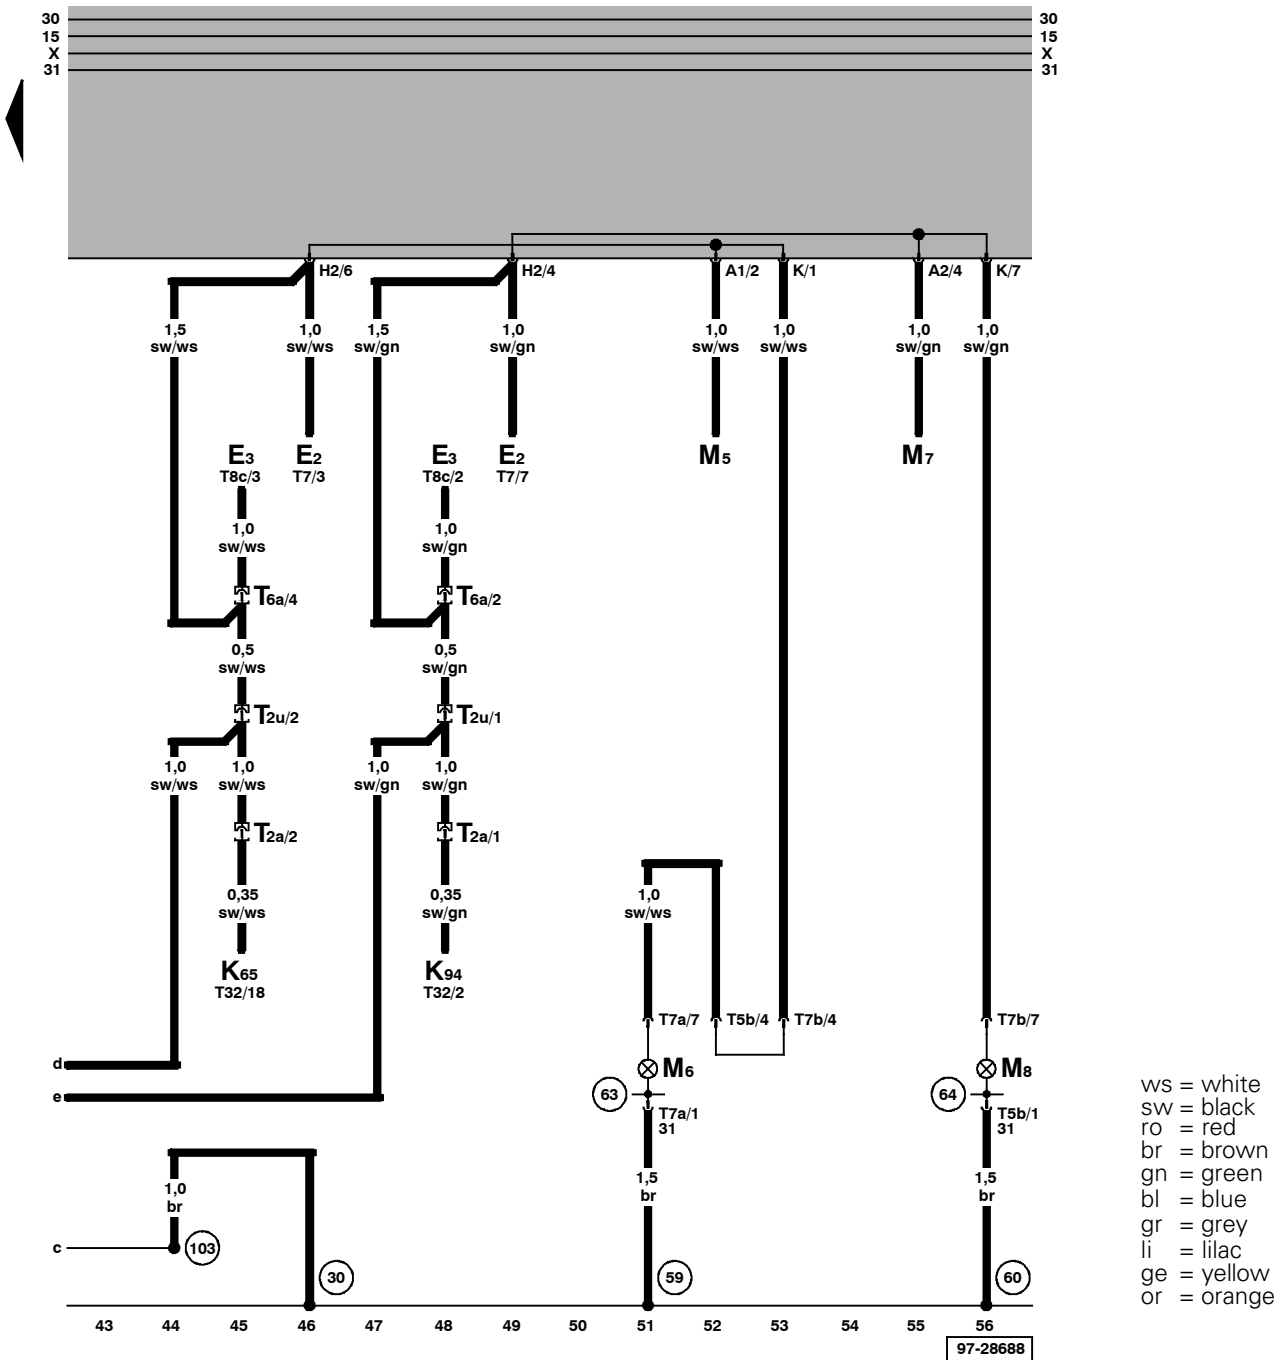 30 30
15 15
X X
31 31
H2/6 H2/4 A1/2 K/1 A2/4 K/7
1,5 1,0 1,5 1,0 1,0 1,0 1,0 1,0
sw/ws sw/ws sw/gn sw/gn sw/ws sw/ws sw/gn sw/gn
E3 E2 E3 E2 M5 M7
T8c/3 T7/3 T8c/2 T7/7
1,0 1,0
sw/ws sw/gn
T6a/4 T6a/2
0,5 0,5
sw/ws sw/gn
T2u/2 T2u/1
1,0 1,0 1,0 1,0
sw/ws sw/ws sw/gn sw/gn
T2a/2 T2a/1
0,35 0,35 1,0
sw/ws sw/gn sw/ws
K65 K94
T32/18 T32/2
T7a/7 T5b/4 T7b/4 T7b/7
d
M6 M8
e
63 64
T7a/1 T5b/1
31 31
1,0 1,5 1,5
br br br
c 103
30 59 60
43 44 45 46 47 48 49 50 51 52 53 54 55 56
97-28688
ws = white
sw = black
ro = red
br = brown
gn = green
bl = blue
gr = grey
li = lilac
ge = yellow
or = orange